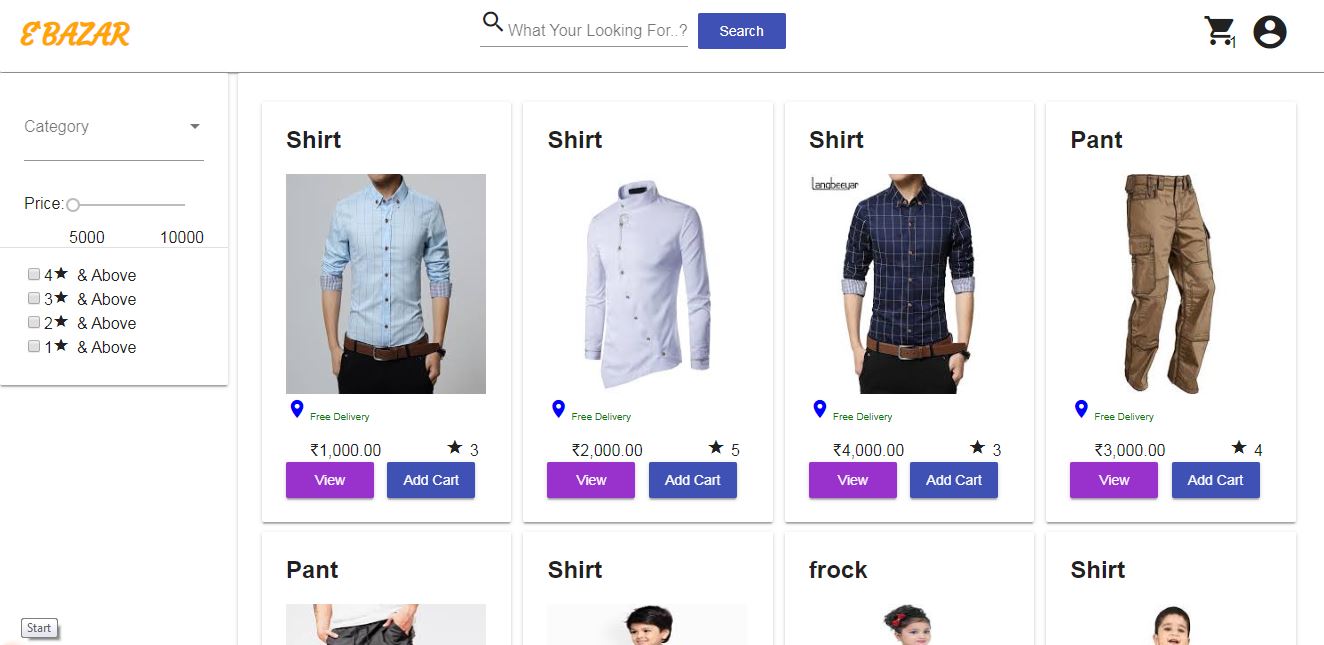 E'BAZAR
What Your Looking For..?
Search
1
Category
Price:
5000 10000
4★ & Above
3★ & Above
2★ & Above
1★ & Above
Shirt
Free Delivery
₹1,000.00 ★ 3
View Add Cart
Shirt
Free Delivery
₹2,000.00 ★ 5
View Add Cart
Shirt
Langbeeyar
Free Delivery
₹4,000.00 ★ 3
View Add Cart
Pant
Free Delivery
₹3,000.00 ★ 4
View Add Cart
Pant
Shirt
frock
Shirt
Start